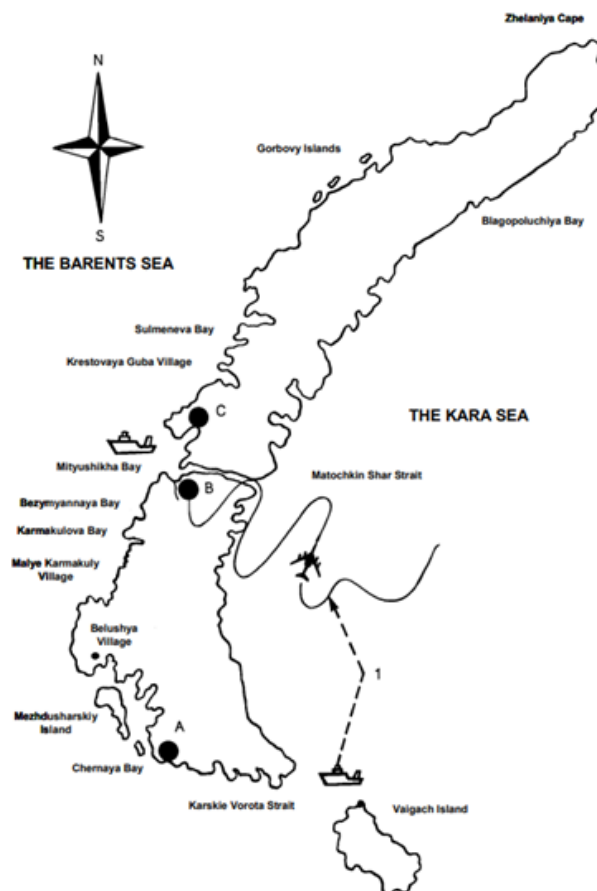 Zhelaniya Cape
N
Gorbovy Islands
Blagopoluchiya Bay
S
THE BARENTS SEA
Sulmeneva Bay
Krestovaya Guba Village
C
THE KARA SEA
Mityushikha Bay
Matochkin Shar Strait
B
Bezymyannaya Bay
Karmakulova Bay
Malye Karmakuly
Village
Belushya
Village
1
Mezhdusharskiy
Island
A
Chernaya Bay
Karskie Vorota Strait
Vaigach Island